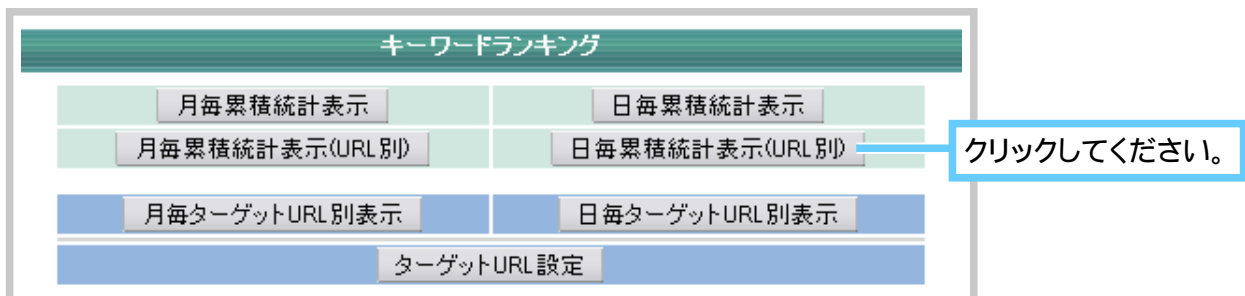 キーワードランキング
月毎累積統計表示
日毎累積統計表示
月毎累積統計表示(URL別)
日毎累積統計表示(URL別)
クリックしてください。
月毎ターゲットURL別表示
日毎ターゲットURL別表示
ターゲットURL設定